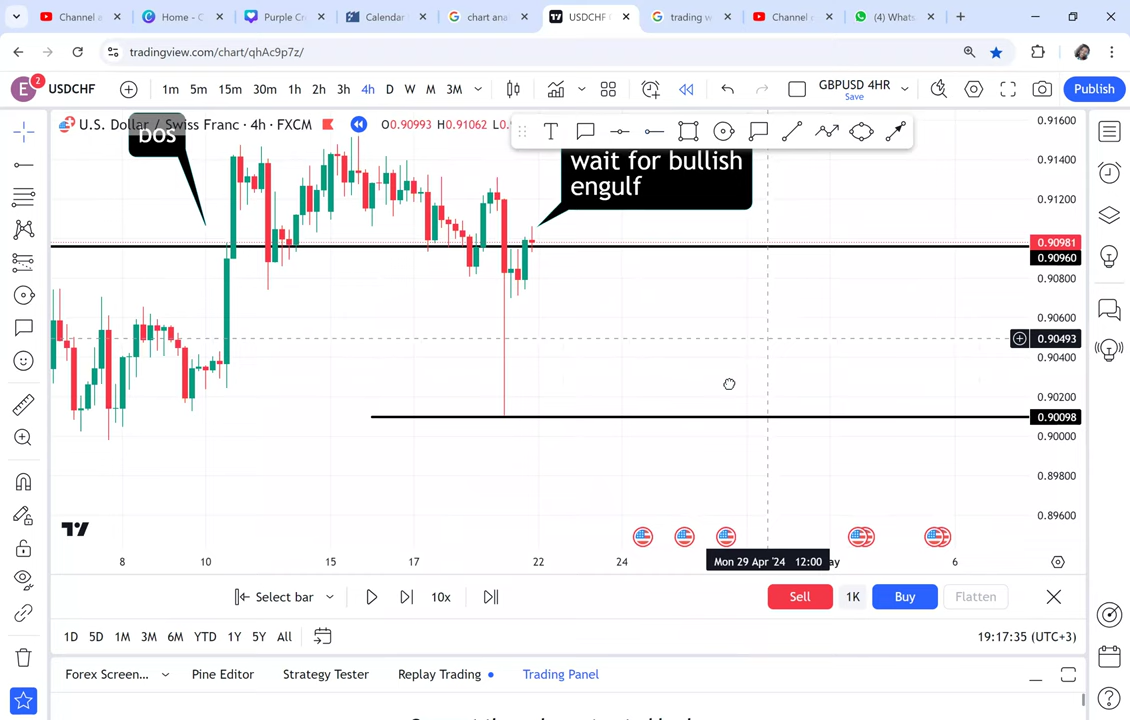 Channel a
Home - C
Purple Cr
Calendar
chart ana
USDCHF
trading w
Channel c
(4) Whats
tradingview.com/chart/qhAc9p7z/
E
2
USDCHF
1m 5m 15m 30m 1h 2h 3h 4h D W M 3M
GBPUSD 4HR
Save
Publish
U.S. Dollar / Swiss Franc · 4h · FXCM
O0.90993 H0.91062 L0.
bos
wait for bullish
engulf
0.91600
0.91400
0.91200
0.90981
0.90960
0.90800
0.90600
0.90493
0.90400
0.90200
0.90098
0.90000
0.89800
0.89600
8 10 15 17 22 24 6
Mon 29 Apr '24 12:00
ay
Select bar
10x
Sell
1K
Buy
Flatten
1D 5D 1M 3M 6M YTD 1Y 5Y All
19:17:35 (UTC+3)
Forex Screen...
Pine Editor
Strategy Tester
Replay Trading
Trading Panel